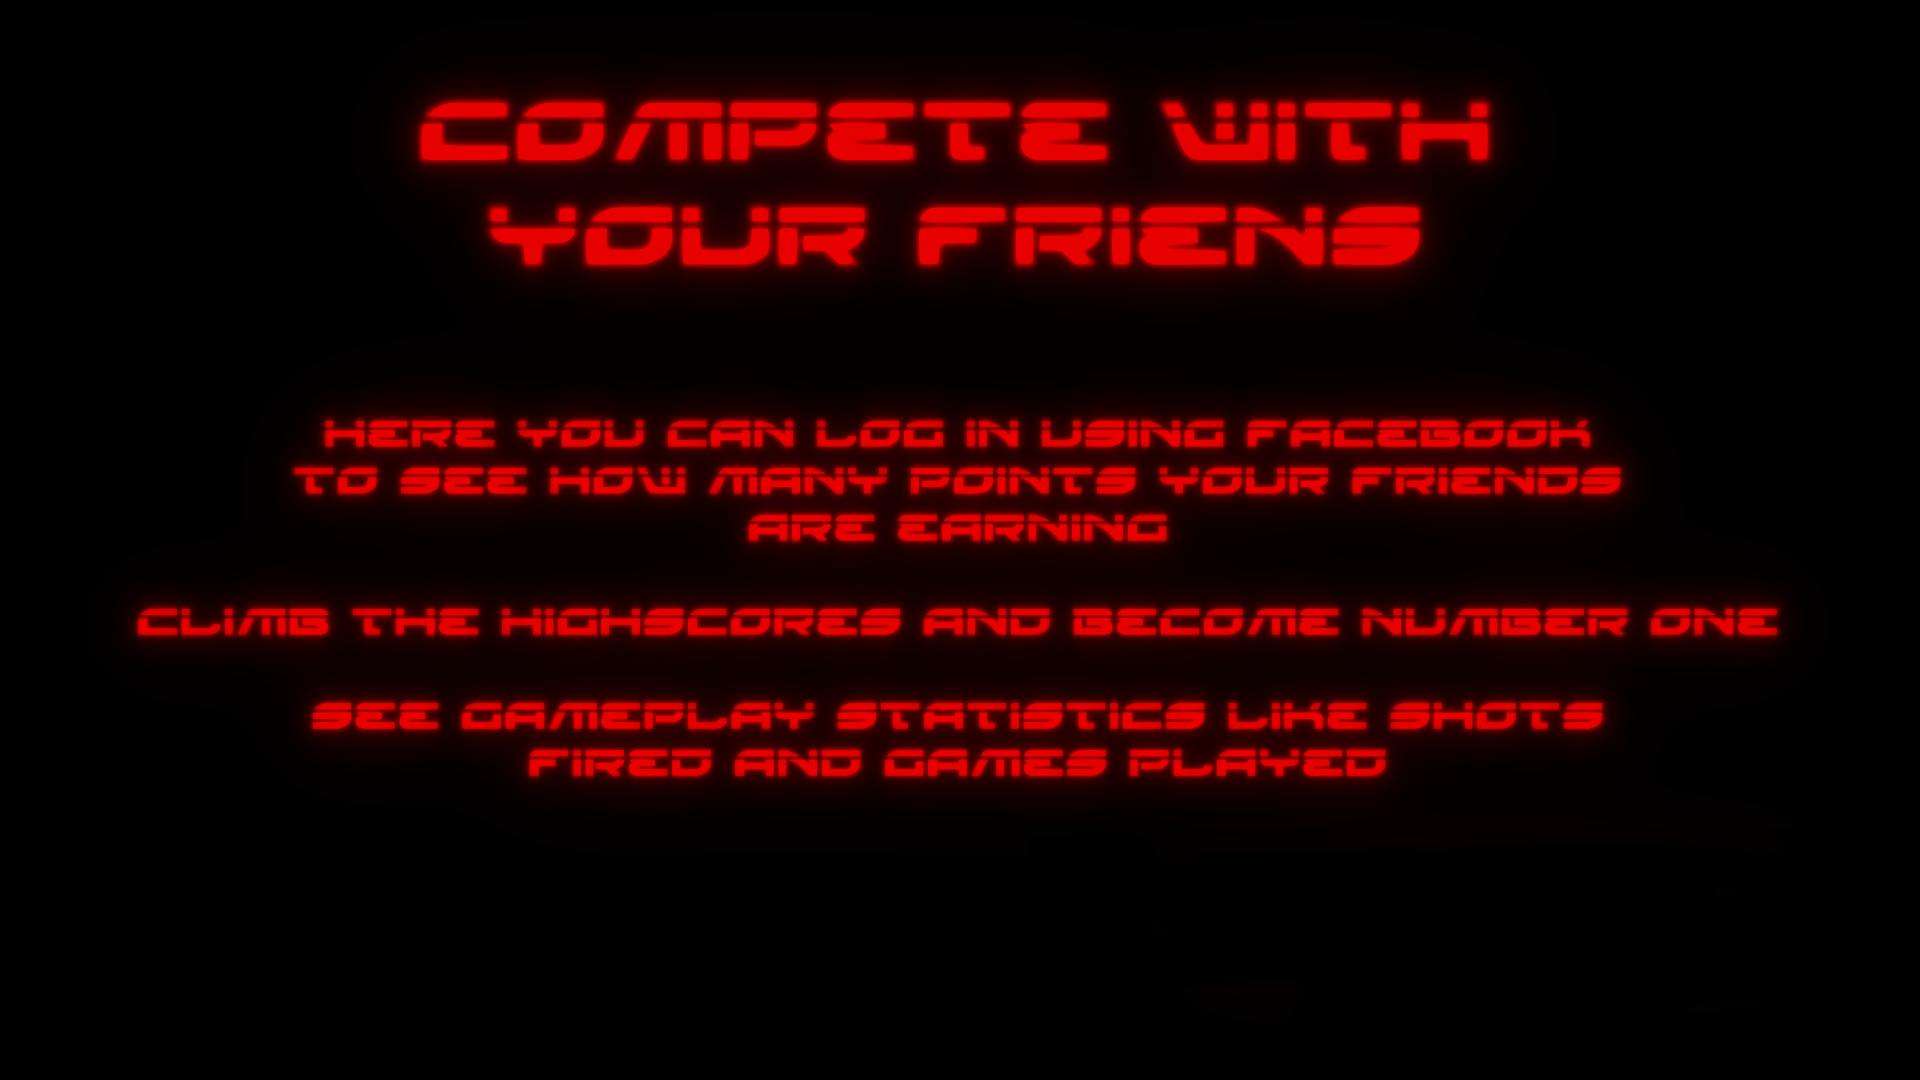 COMPETE WITH
YOUR FRIENS
HERE YOU CAN LOG IN USING FACEBOOK
TO SEE HOW MANY POINTS YOUR FRIENDS
ARE EARNING
CLIMB THE HIGHSCORES AND BECOME NUMBER ONE
SEE GAMEPLAY STATISTICS LIKE SHOTS
FIRED AND GAMES PLAYED